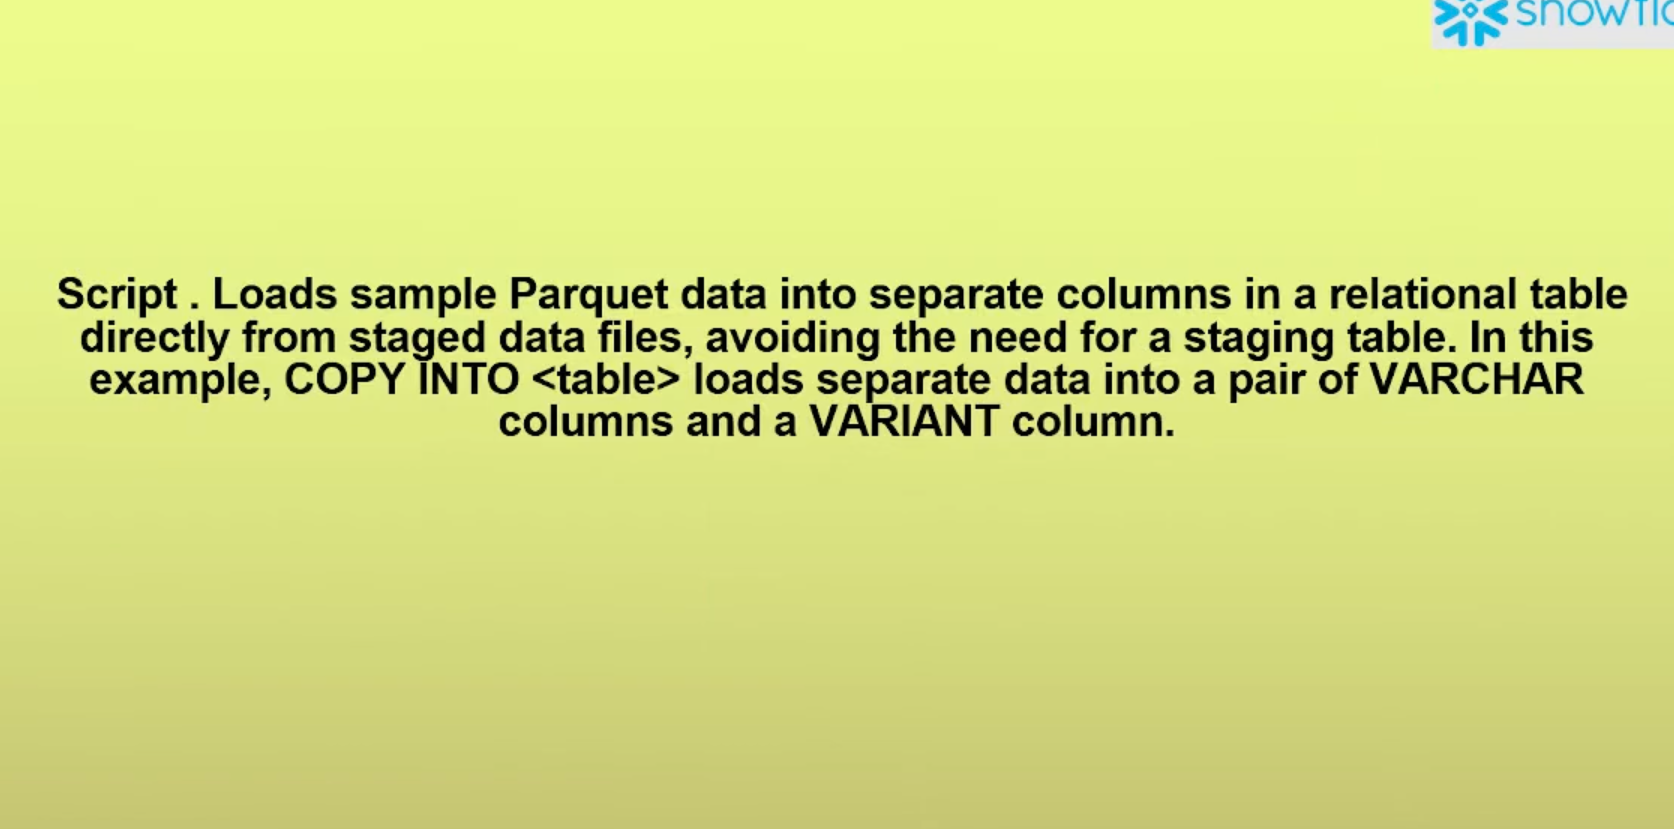 Script . Loads sample Parquet data into separate columns in a relational table
directly from staged data files, avoiding the need for a staging table. In this
example, COPY INTO <table> loads separate data into a pair of VARCHAR
columns and a VARIANT column.